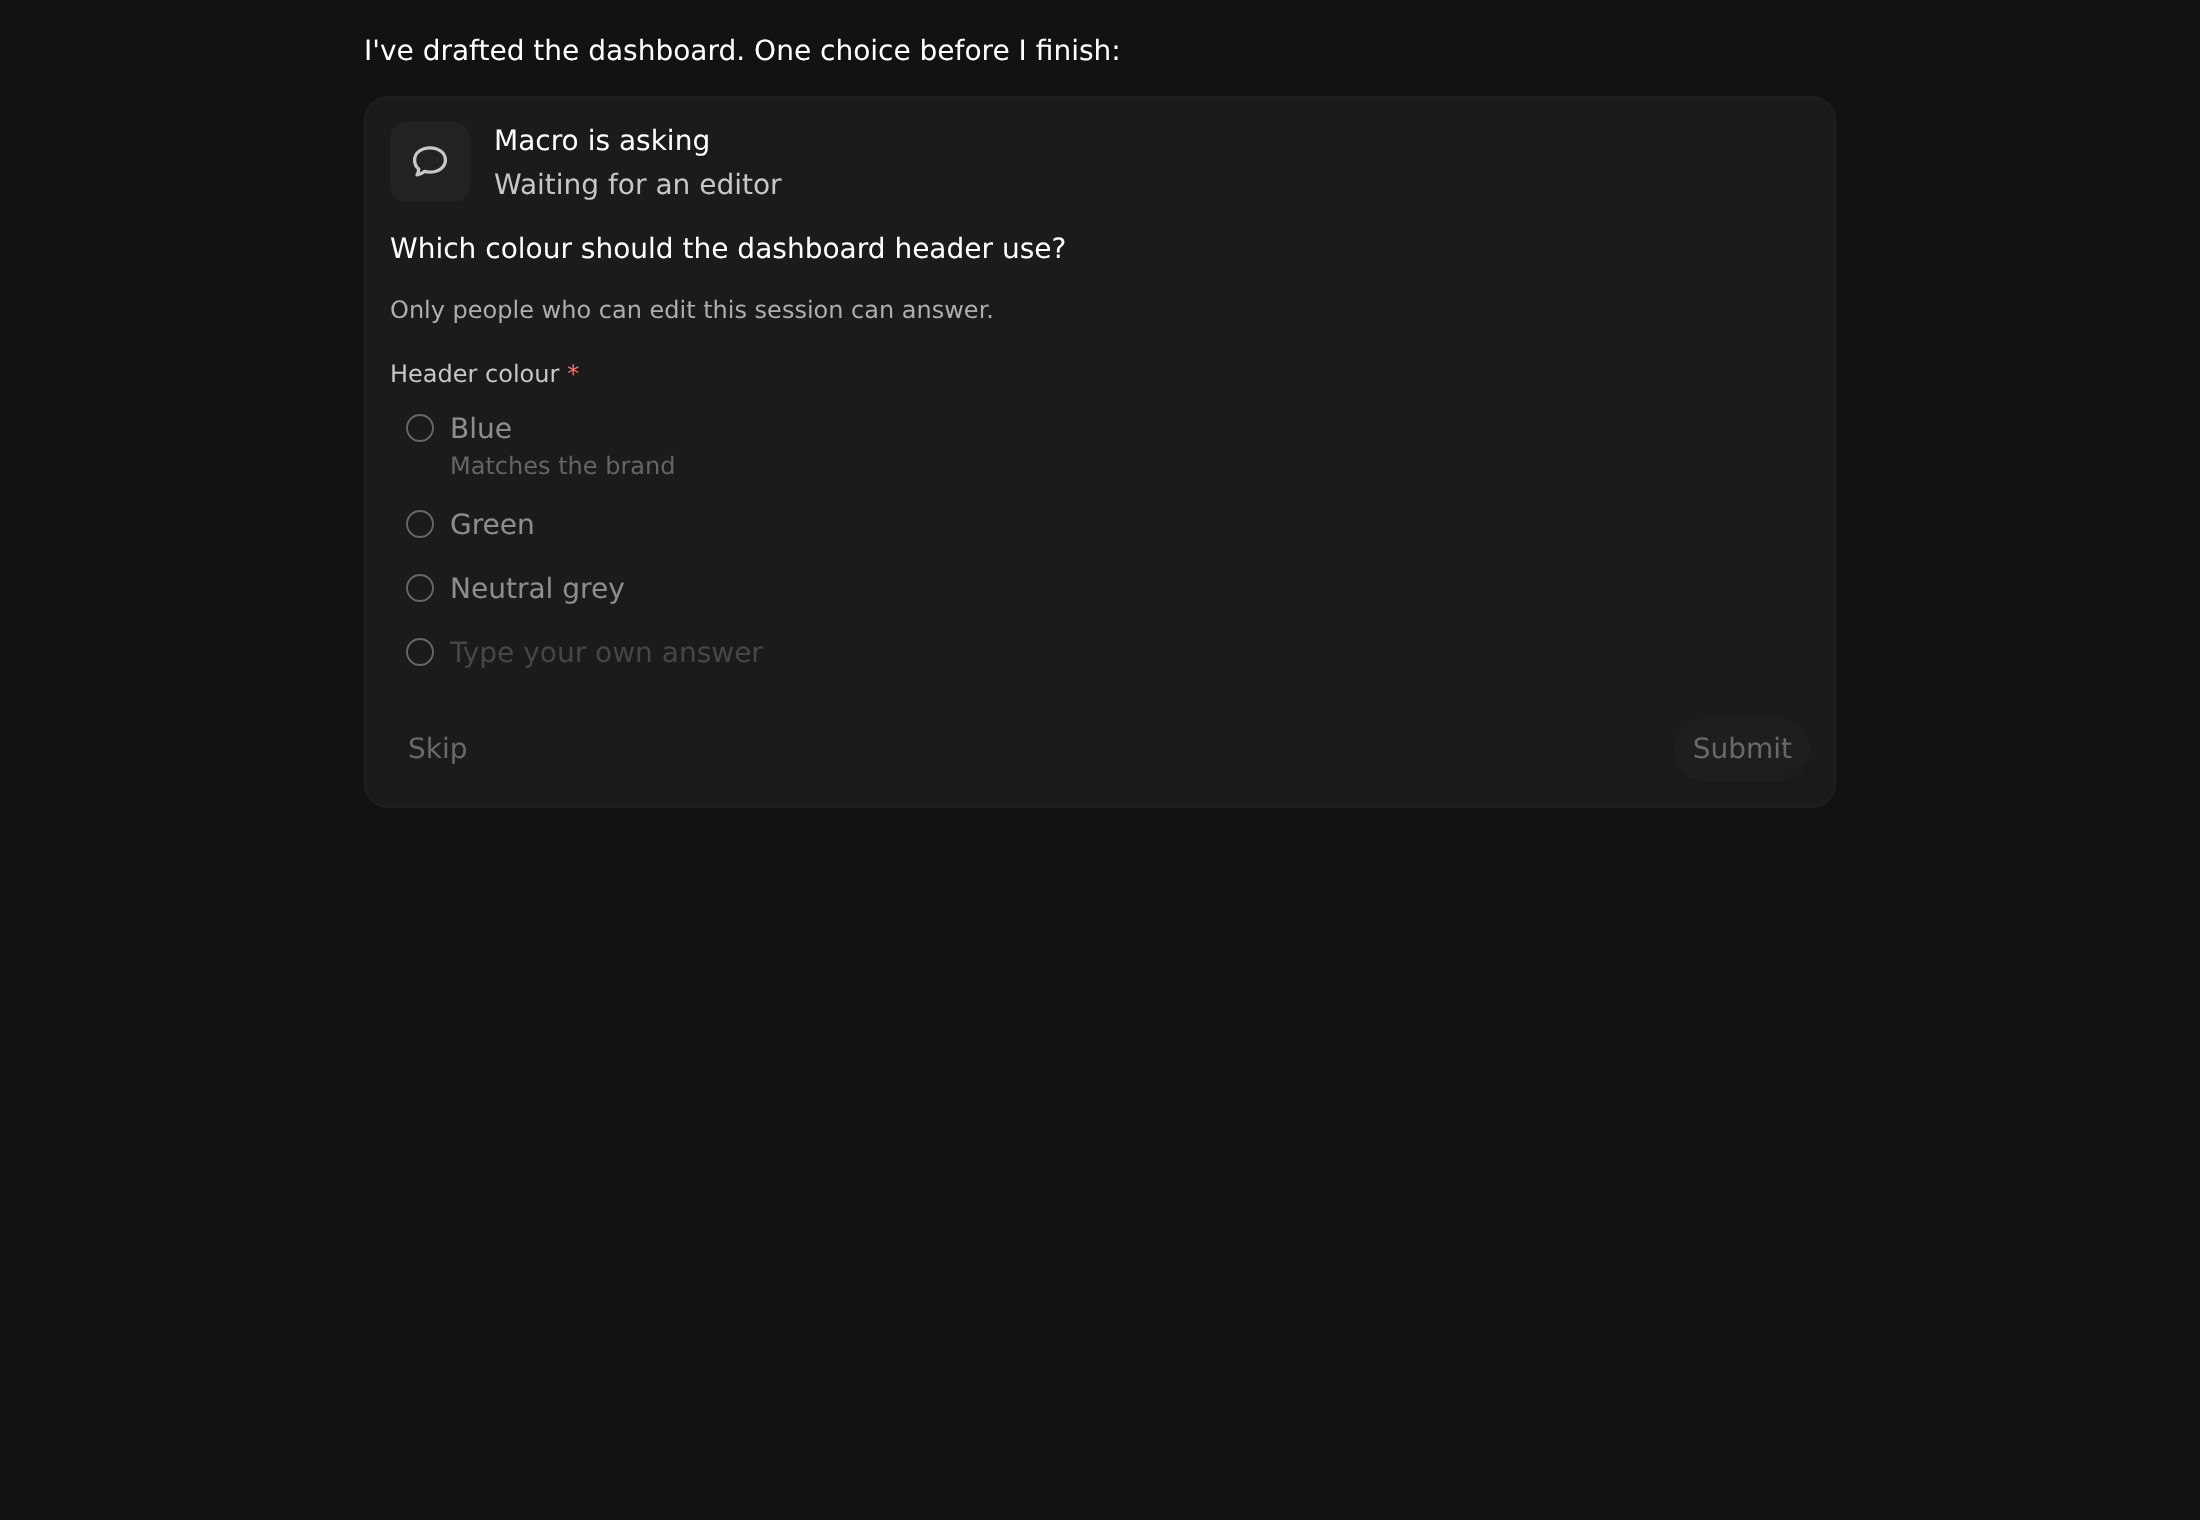 I've drafted the dashboard. One choice before I finish:
Macro is asking
Waiting for an editor
Which colour should the dashboard header use?
Only people who can edit this session can answer.
Header colour *
Blue
Matches the brand
Green
Neutral grey
Type your own answer
Skip
Submit